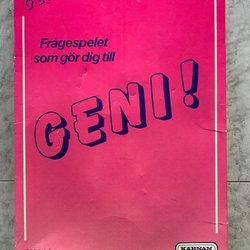 Frågespelet
som gör dig till
GENI!
KÄRNAN